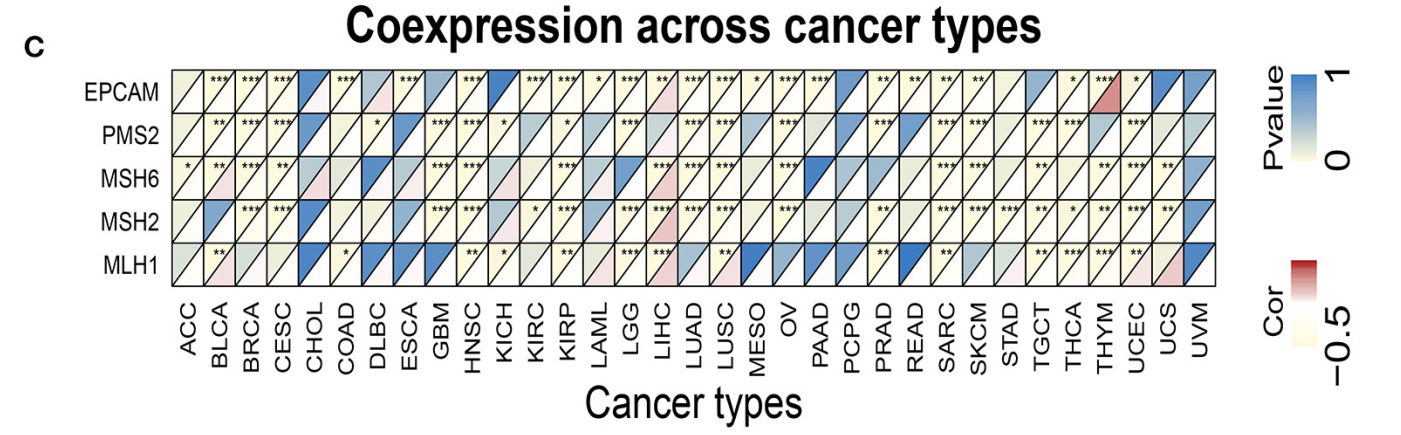 C
Coexpression across cancer types
EPCAM *** *** *** *** *** *** *** *** * *** ** *** *** * *** *** ** ** ** ** * *** *
PMS2 ** *** *** * *** *** * * *** *** *** *** *** *** *** *** *** ***
MSH6 * ** *** ** *** *** *** *** *** *** *** *** *** ** ** *** **
MSH2 *** *** *** *** * *** *** *** *** *** *** ** *** *** *** ** * ** *** **
MLH1 ** * ** * ** *** *** ** ** ** ** *** *** **
ACC
BLCA
BRCA
CESC
CHOL
COAD
DLBC
ESCA
GBM
HNSC
KICH
KIRC
KIRP
LAML
LGG
LIHC
LUAD
LUSC
MESO
OV
PAAD
PCPG
PRAD
READ
SARC
SKCM
STAD
TGCT
THCA
THYM
UCEC
UCS
UVM
Cancer types
Pvalue
0
1
Cor
−0.5